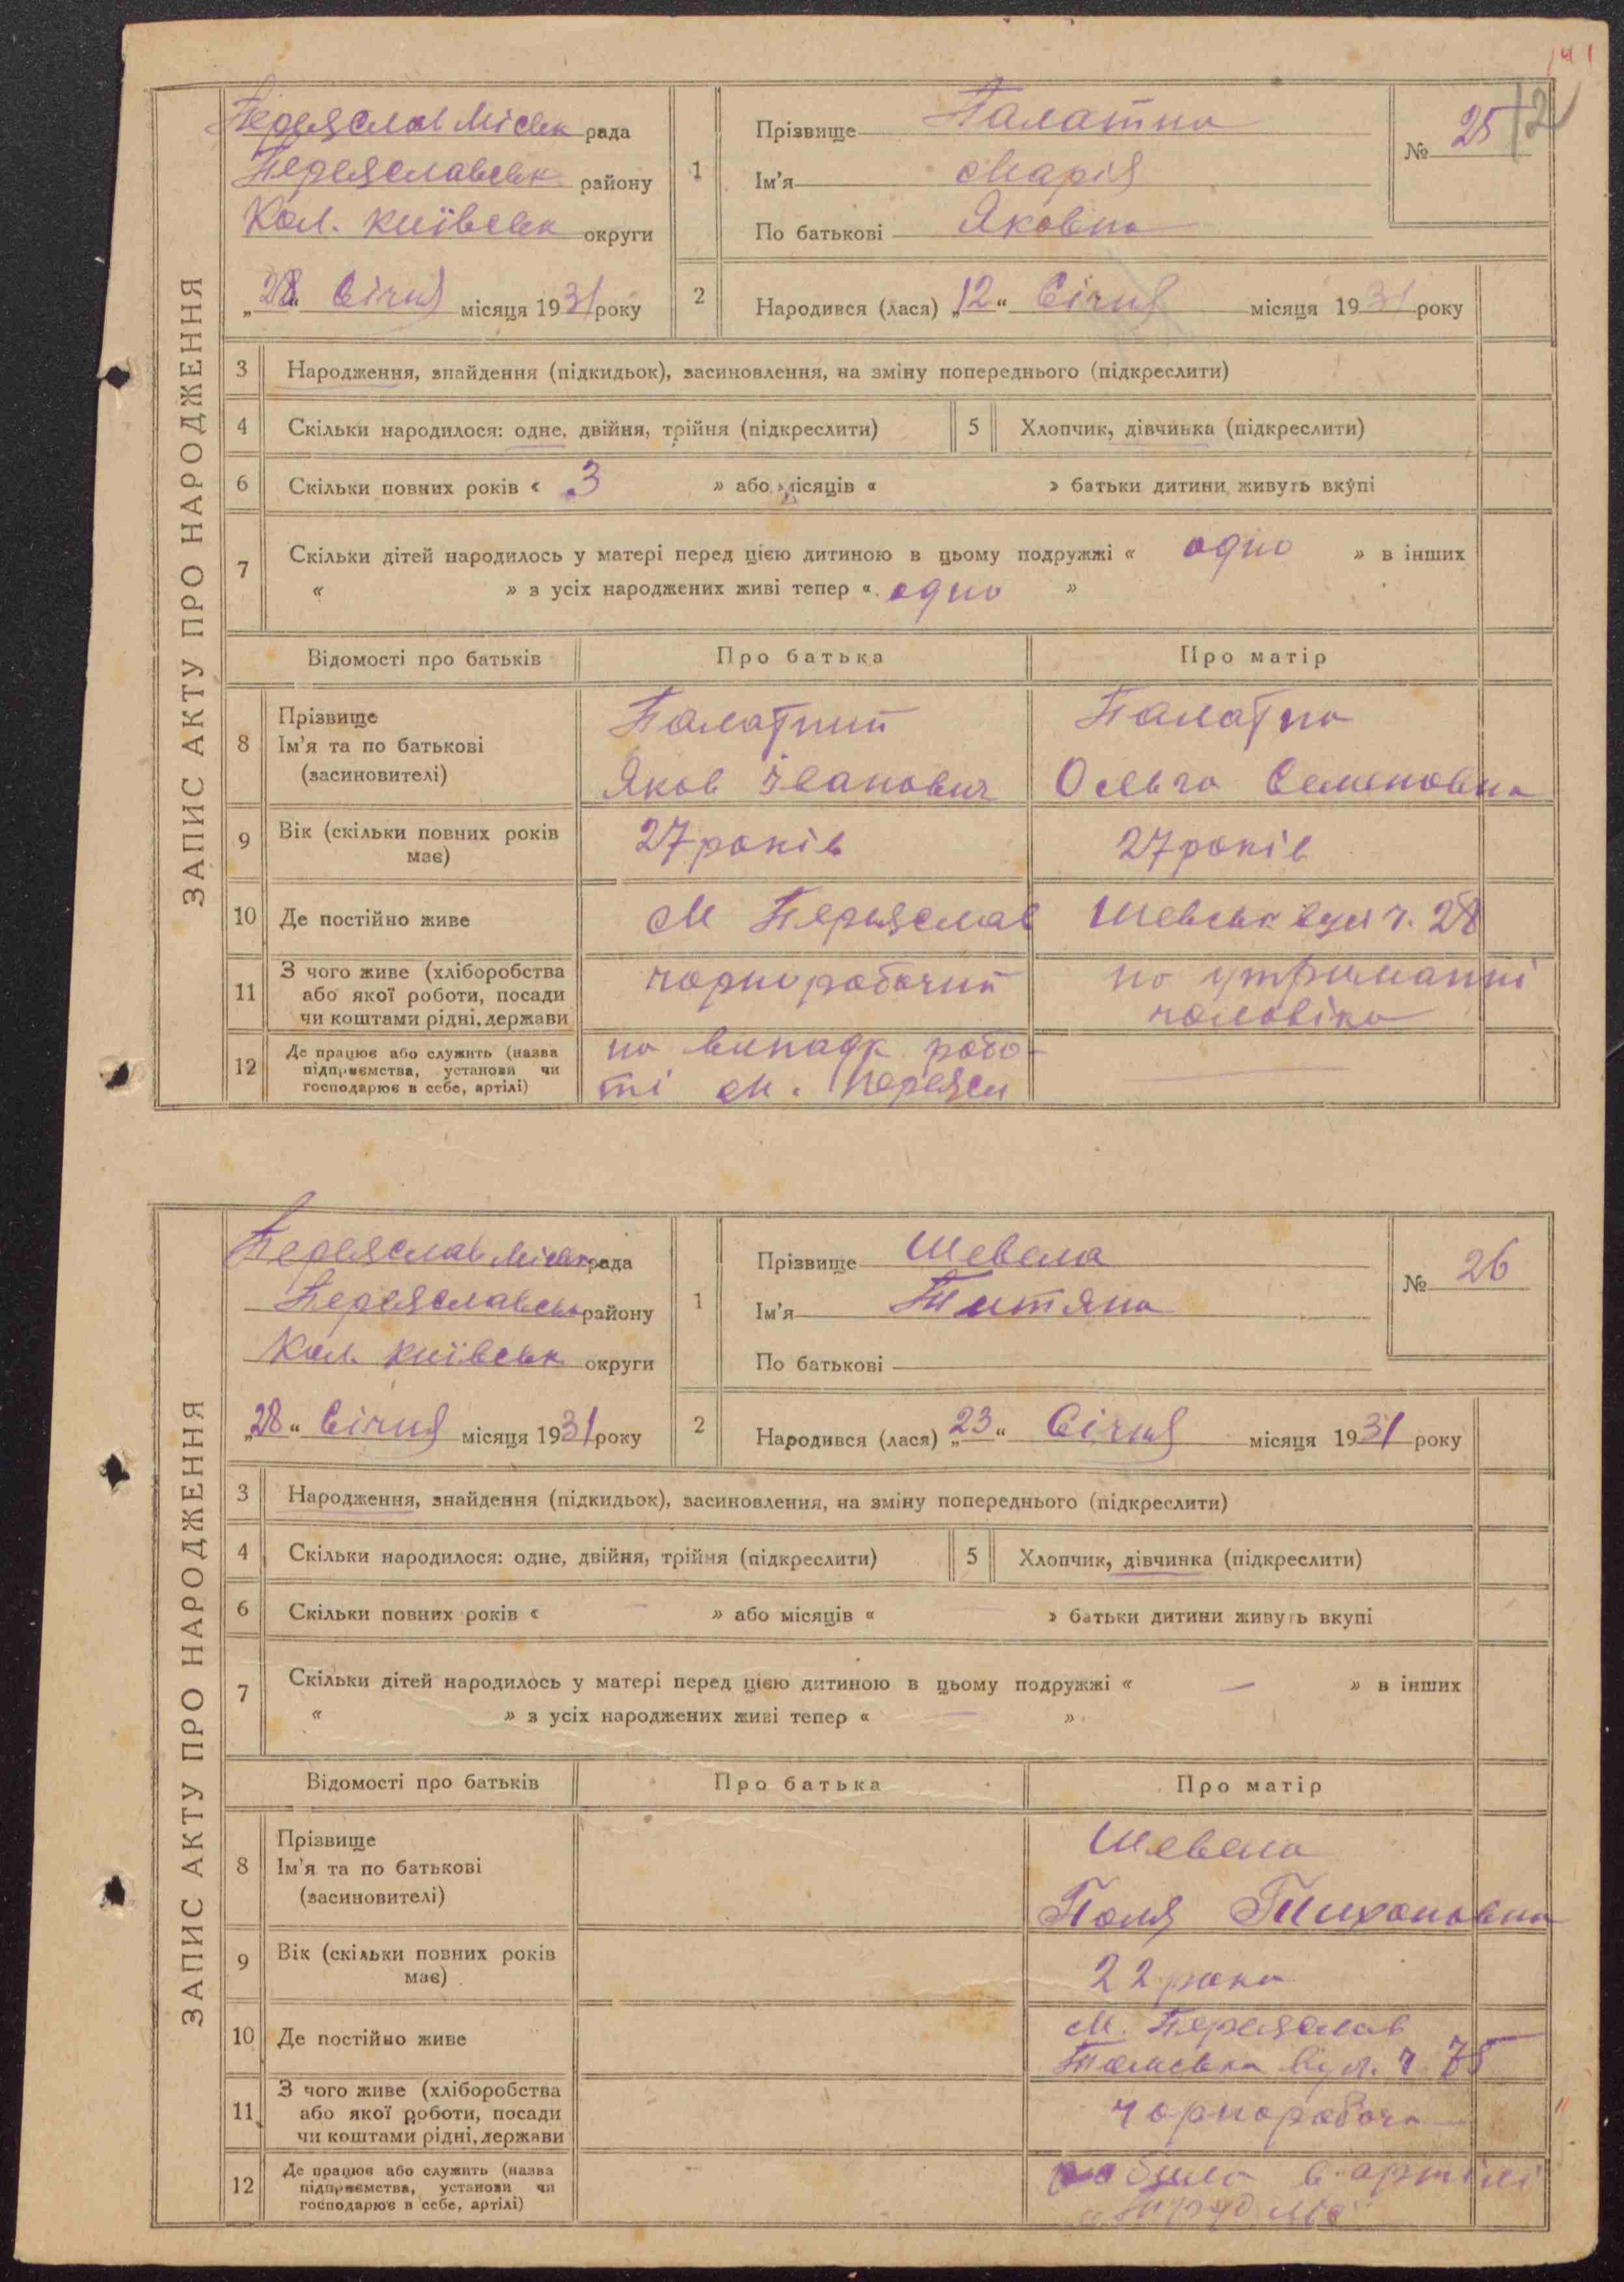 141
ЗАПИС АКТУ ПРО НАРОДЖЕННЯ
Переяслав Міськ рада
Переяславськ району
Кол. Київськ округи
„28“ Січня місяця 1931 року
1
Прізвище Палатна
Ім'я Марія
По батькові Яковна
№ 25
2
Народився (лася) „12“ Січня місяця 1931 року
3 Народження, знайдення (підкидьок), засиновлення, на зміну попереднього (підкреслити)
4 Скільки народилося: одне, двійня, трійня (підкреслити)
5 Хлопчик, дівчинка (підкреслити)
6 Скільки повних років « 3 » або місяців « » батьки дитини живуть вкупі
7 Скільки дітей народилось у матері перед цією дитиною в цьому подружжі « одно » в інших
« » з усіх народжених живі тепер « одно »
Відомості про батьків Про батька Про матір
8 Прізвище
Ім'я та по батькові
(засиновителі)
Палатний
Яков Іванович
Палатна
Ольга Семеновна
9 Вік (скільки повних років
має)
27 років
27 років
10 Де постійно живе
М Переяслав
Шевськ вул ч. 28
11 З чого живе (хліборобства
або якої роботи, посади
чи коштами рідні, держави
чорноробочий
на утриманні
чоловіка
12 Де працює або служить (назва
підприємства, установи чи
господарює в себе, артілі)
на випадк робо-
ті м. Переясл
ЗАПИС АКТУ ПРО НАРОДЖЕННЯ
Переяслав Міськ рада
Переяславськ району
Кол. Київськ округи
„28“ Січня місяця 1931 року
1
Прізвище Шевела
Ім'я Титяна
По батькові
№ 26
2
Народився (лася) „23“ Січня місяця 1931 року
3 Народження, знайдення (підкидьок), засиновлення, на зміну попереднього (підкреслити)
4 Скільки народилося: одне, двійня, трійня (підкреслити)
5 Хлопчик, дівчинка (підкреслити)
6 Скільки повних років « — » або місяців « — » батьки дитини живуть вкупі
7 Скільки дітей народилось у матері перед цією дитиною в цьому подружжі « — » в інших
« » з усіх народжених живі тепер « — »
Відомості про батьків Про батька Про матір
8 Прізвище
Ім'я та по батькові
(засиновителі)
Шевела
Поля Тихоновна
9 Вік (скільки повних років
має)
22 рока
10 Де постійно живе
М. Переяслав
вул. ч. 75
11 З чого живе (хліборобства
або якої роботи, посади
чи коштами рідні, держави
чорноробоча
12 Де працює або служить (назва
підприємства, установи чи
господарює в себе, артілі)
робила в артілі